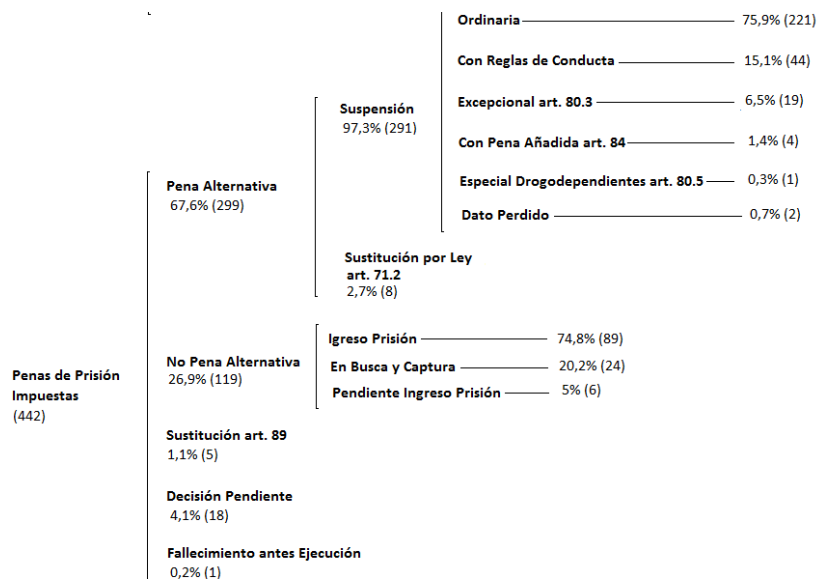 Ordinaria 75,9% (221)
Con Reglas de Conducta 15,1% (44)
Excepcional art. 80.3 6,5% (19)
Con Pena Añadida art. 84 1,4% (4)
Especial Drogodependientes art. 80.5 0,3% (1)
Dato Perdido 0,7% (2)
Suspensión
97,3% (291)
Sustitución por Ley
art. 71.2
2,7% (8)
Pena Alternativa
67,6% (299)
Igreso Prisión 74,8% (89)
En Busca y Captura 20,2% (24)
Pendiente Ingreso Prisión 5% (6)
No Pena Alternativa
26,9% (119)
Penas de Prisión
Impuestas
(442)
Sustitución art. 89
1,1% (5)
Decisión Pendiente
4,1% (18)
Fallecimiento antes Ejecución
0,2% (1)